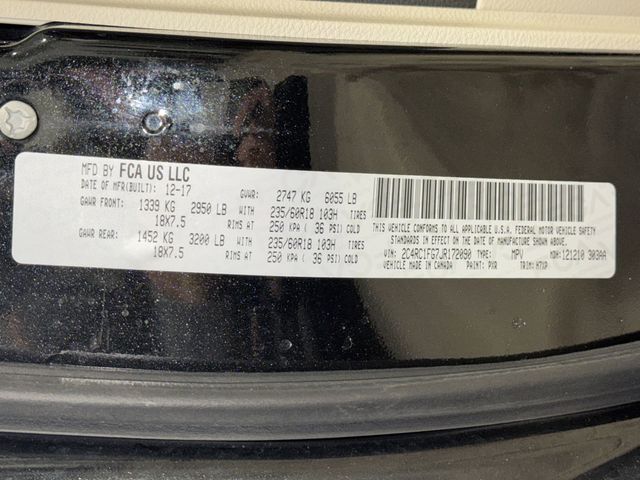 MFD BY FCA US LLC
DATE OF MFR(BUILT): 12-17 GVWR: 2747 KG 6055 LB
GAWR FRONT: 1339 KG 2950 LB WITH 235/60R18 103H TIRES
18X7.5 RIMS AT 250 KPA ( 36 PSI) COLD
GAWR REAR: 1452 KG 3200 LB WITH 235/60R18 103H TIRES
18X7.5 RIMS AT 250 KPA ( 36 PSI) COLD
THIS VEHICLE CONFORMS TO ALL APPLICABLE U.S.A. FEDERAL MOTOR VEHICLE SAFETY
STANDARDS IN EFFECT ON THE DATE OF MANUFACTURE SHOWN ABOVE.
VIN: 2C4RC1FG7JR172090 TYPE: MPV MDH: 121210 303AA
VEHICLE MADE IN CANADA PAINT: PXR TRIM: H7XP